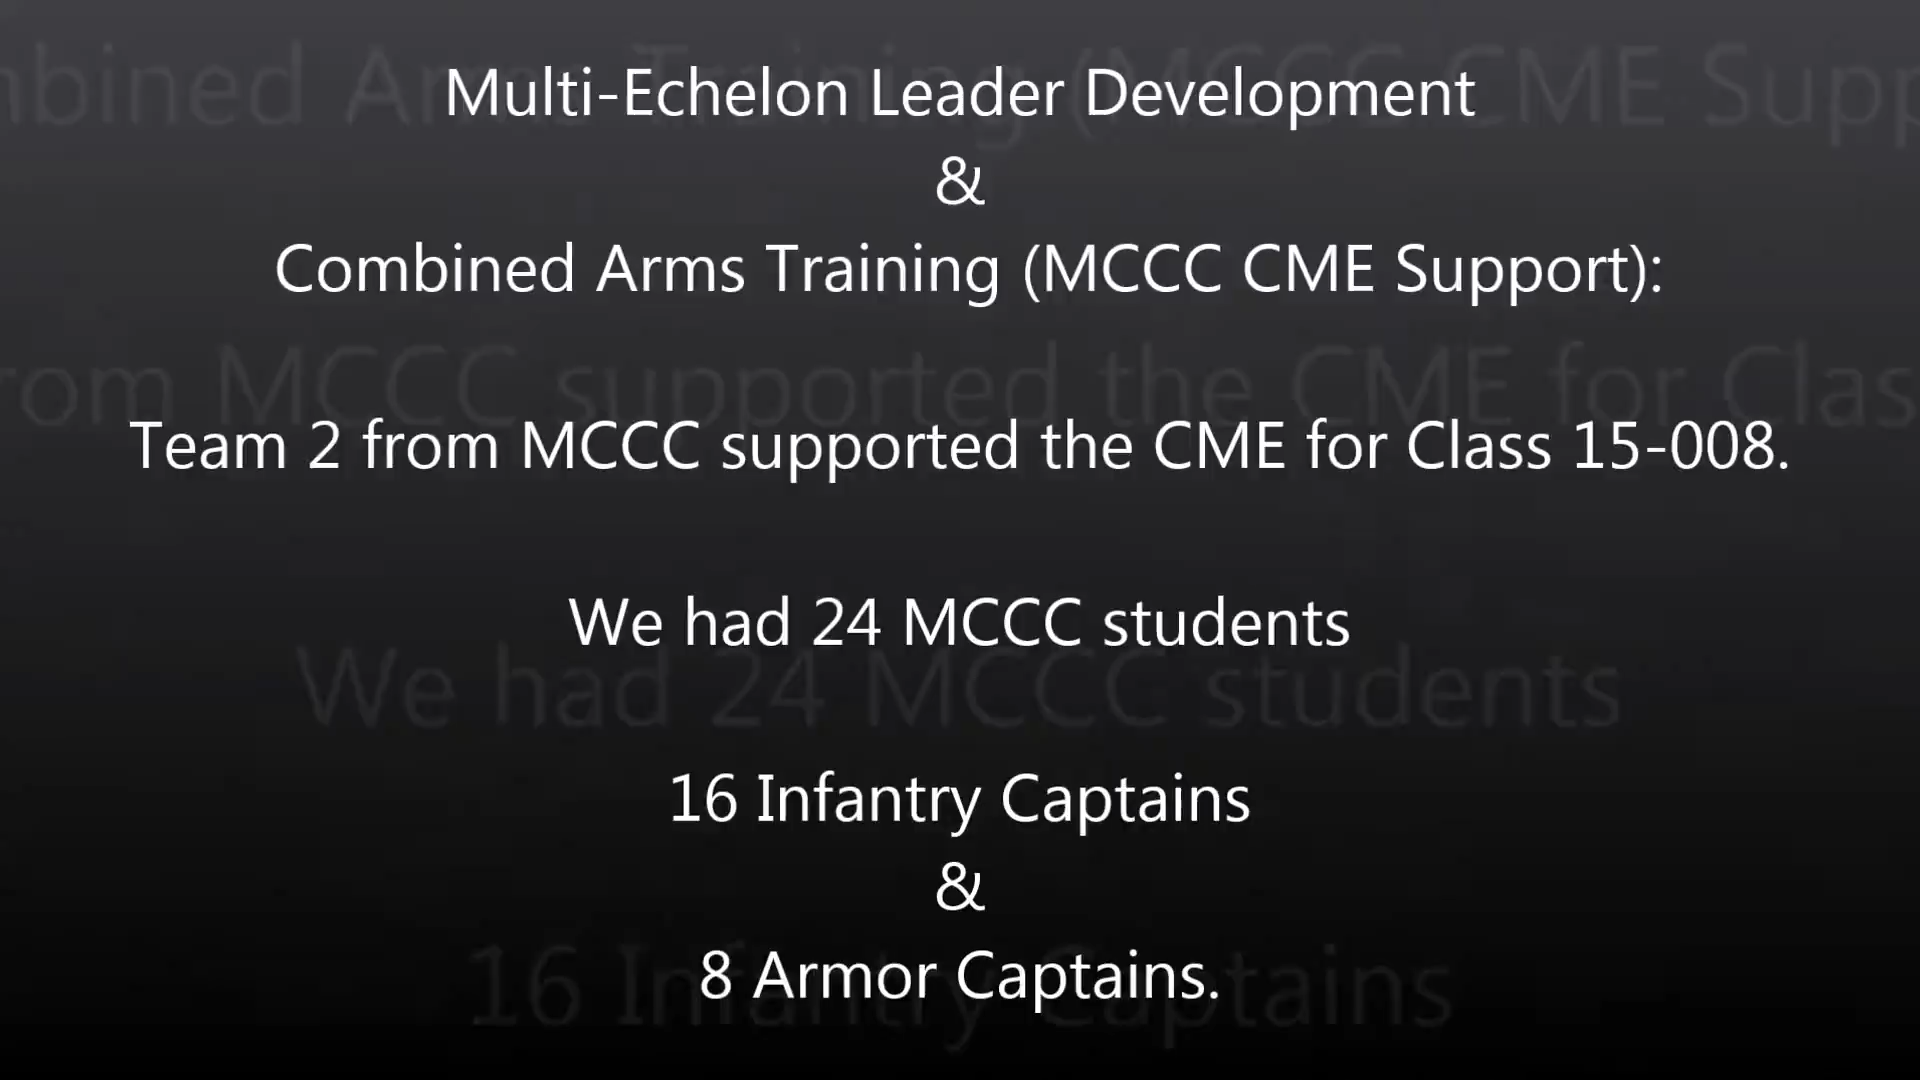 Multi-Echelon Leader Development
&
Combined Arms Training (MCCC CME Support):
Team 2 from MCCC supported the CME for Class 15-008.
We had 24 MCCC students
16 Infantry Captains
&
8 Armor Captains.